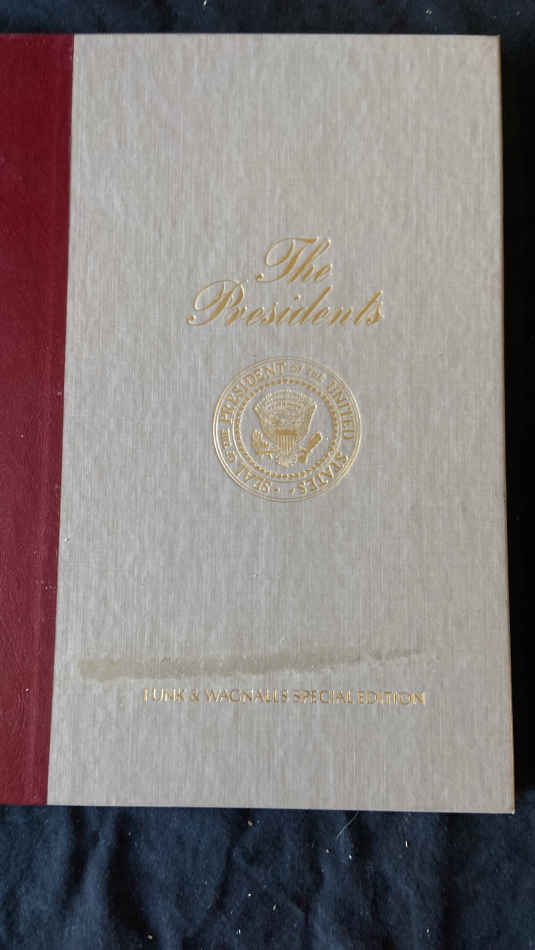 The
Presidents
SEAL OF THE PRESIDENT OF THE UNITED STATES
FUNK & WAGNALLS SPECIAL EDITION